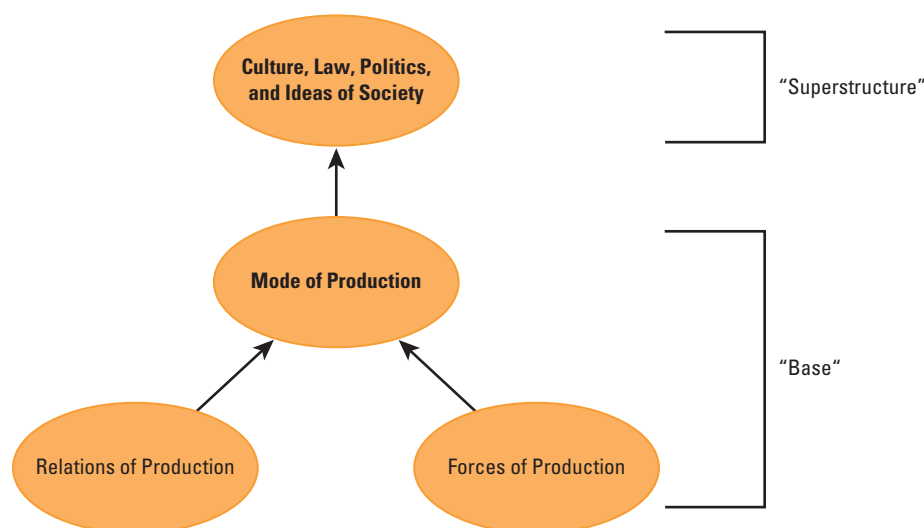 Culture, Law, Politics,
and Ideas of Society
“Superstructure”
Mode of Production
“Base“
Relations of Production
Forces of Production